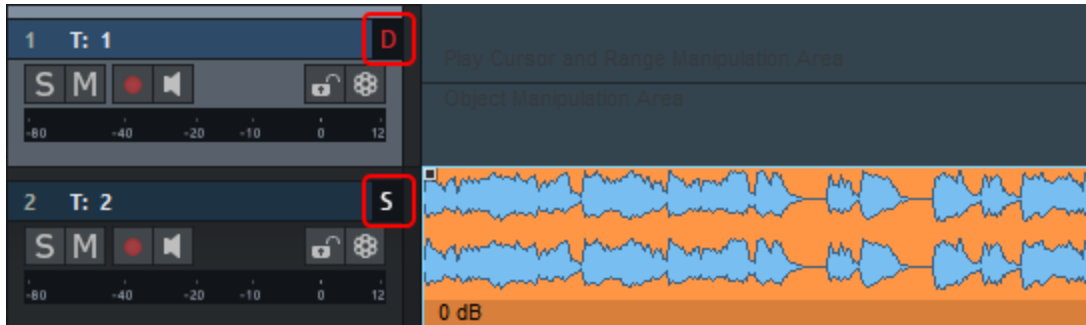 1 T: 1 D
Play Cursor and Range Manipulation Area
S M
Object Manipulation Area
-80 -40 -20 -10 0 12
2 T: 2 S
S M
-80 -40 -20 -10 0 12
0 dB